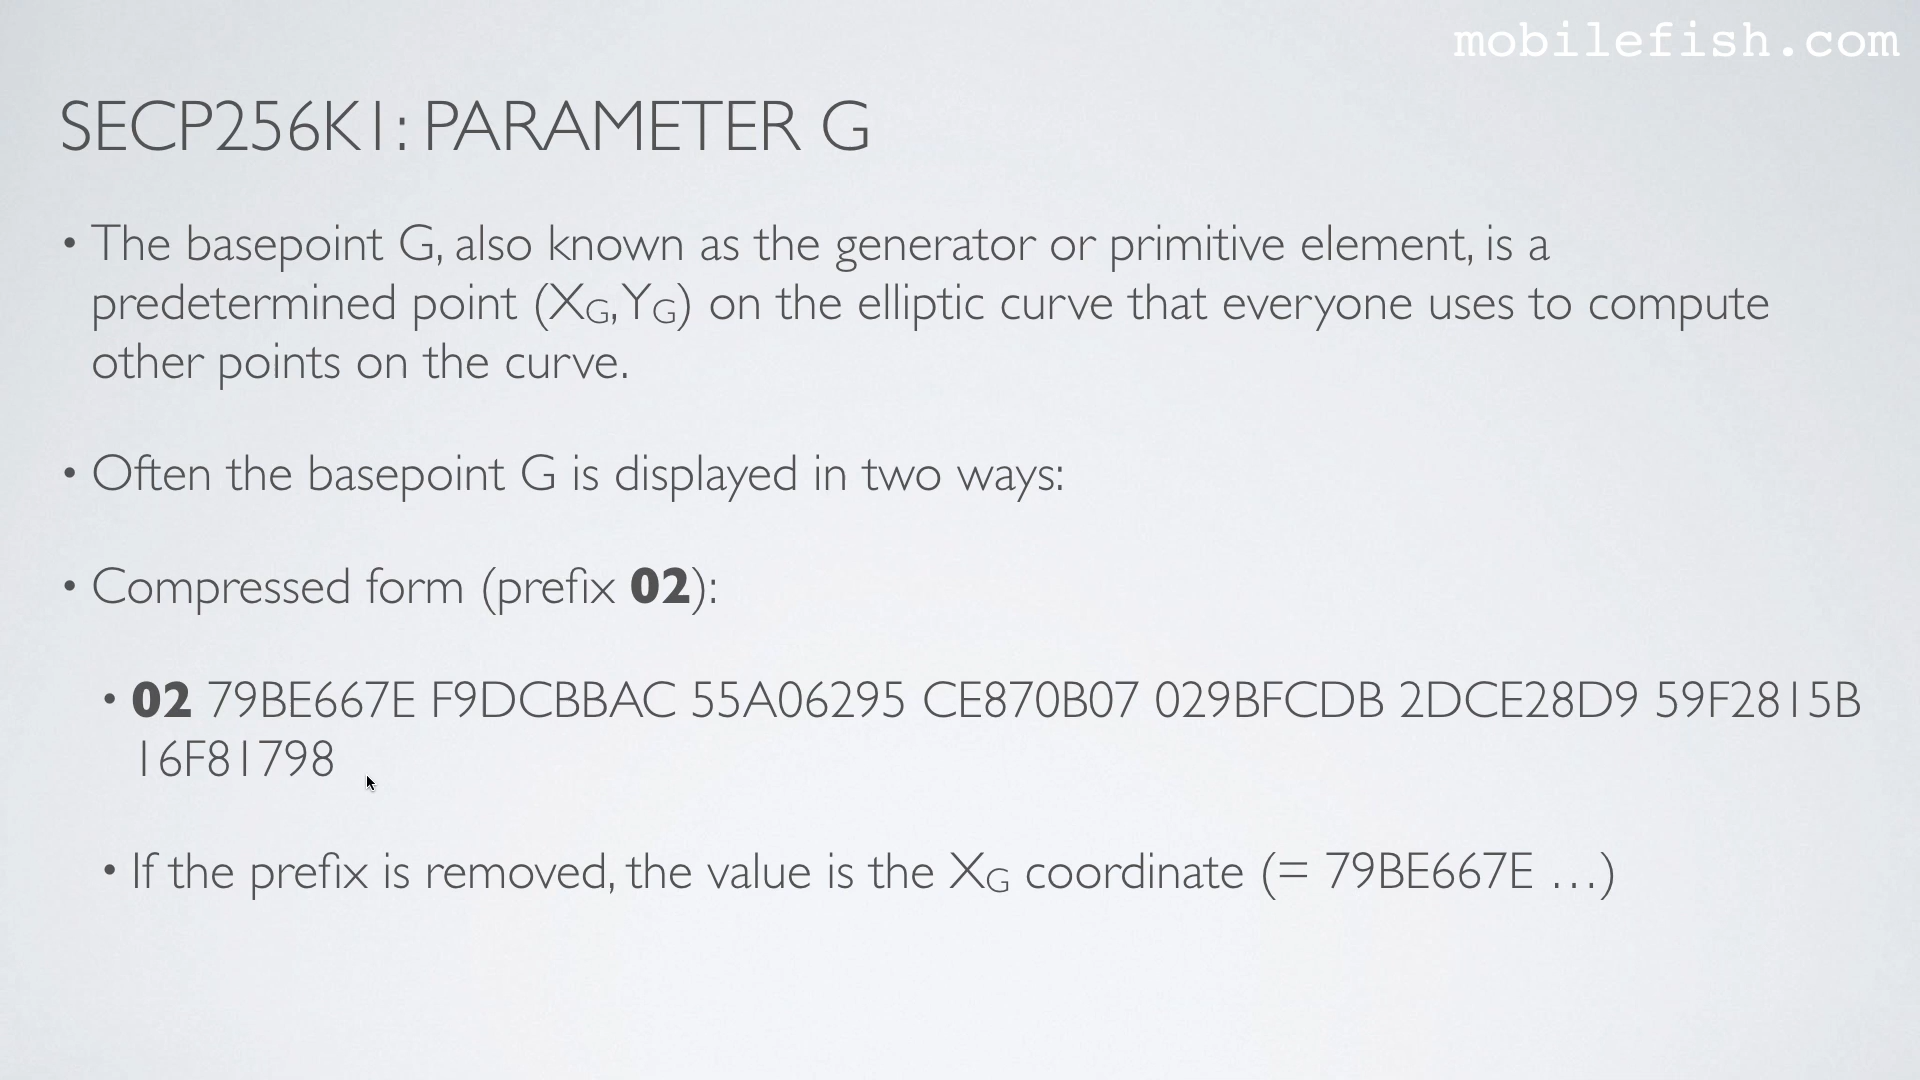 mobilefish.com
SECP256K1: PARAMETER G
• The basepoint G, also known as the generator or primitive element, is a
predetermined point (XG, YG) on the elliptic curve that everyone uses to compute
other points on the curve.
• Often the basepoint G is displayed in two ways:
• Compressed form (prefix 02):
• 02 79BE667E F9DCBBAC 55A06295 CE870B07 029BFCDB 2DCE28D9 59F2815B
16F81798
• If the prefix is removed, the value is the XG coordinate (= 79BE667E …)